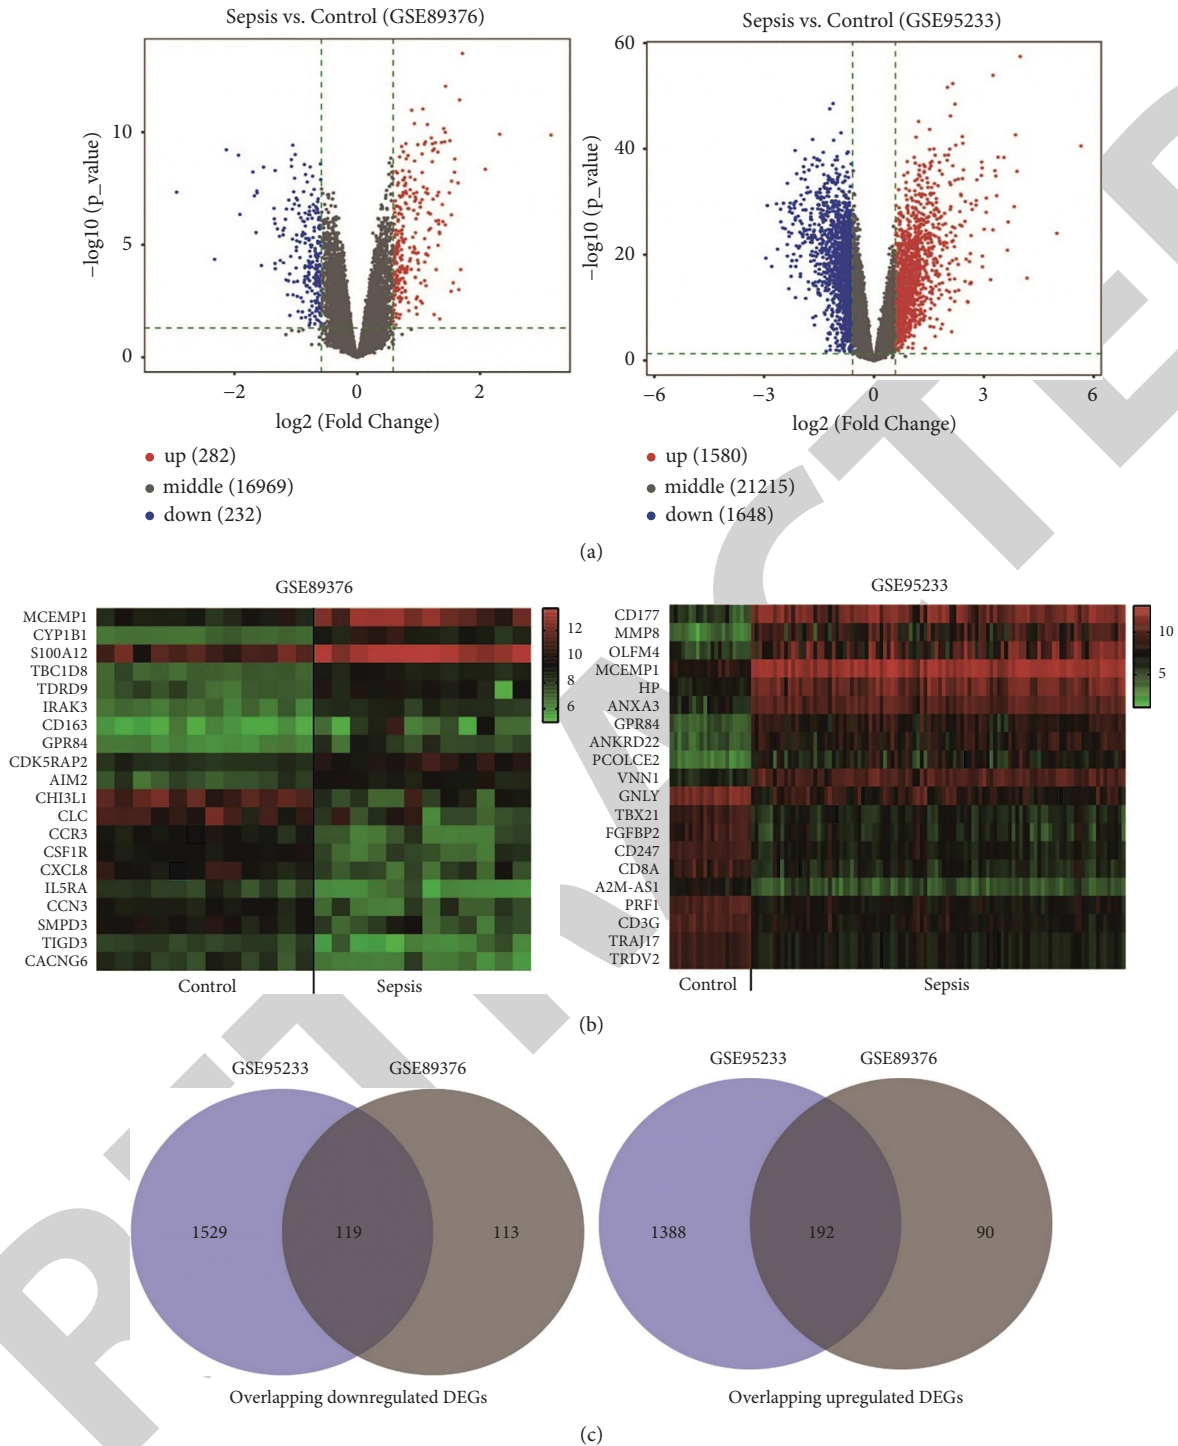 Sepsis vs. Control (GSE89376)
−log10 (p_value)
10
5
0
−2
0
2
log2 (Fold Change)
up (282)
middle (16969)
down (232)
Sepsis vs. Control (GSE95233)
−log10 (p_value)
60
40
20
0
−6
−3
0
3
6
log2 (Fold Change)
up (1580)
middle (21215)
down (1648)
(a)
GSE89376
MCEMP1
CYP1B1
S100A12
TBC1D8
TDRD9
IRAK3
CD163
GPR84
CDK5RAP2
AIM2
CHI3L1
CLC
CCR3
CSF1R
CXCL8
IL5RA
CCN3
SMPD3
TIGD3
CACNG6
12
10
8
6
Control
Sepsis
GSE95233
CD177
MMP8
OLFM4
MCEMP1
HP
ANXA3
GPR84
ANKRD22
PCOLCE2
VNN1
GNLY
TBX21
FGFBP2
CD247
CD8A
A2M-AS1
PRF1
CD3G
TRAJ17
TRDV2
10
5
Control
Sepsis
(b)
GSE95233
GSE89376
1529
119
113
Overlapping downregulated DEGs
GSE95233
GSE89376
1388
192
90
Overlapping upregulated DEGs
(c)